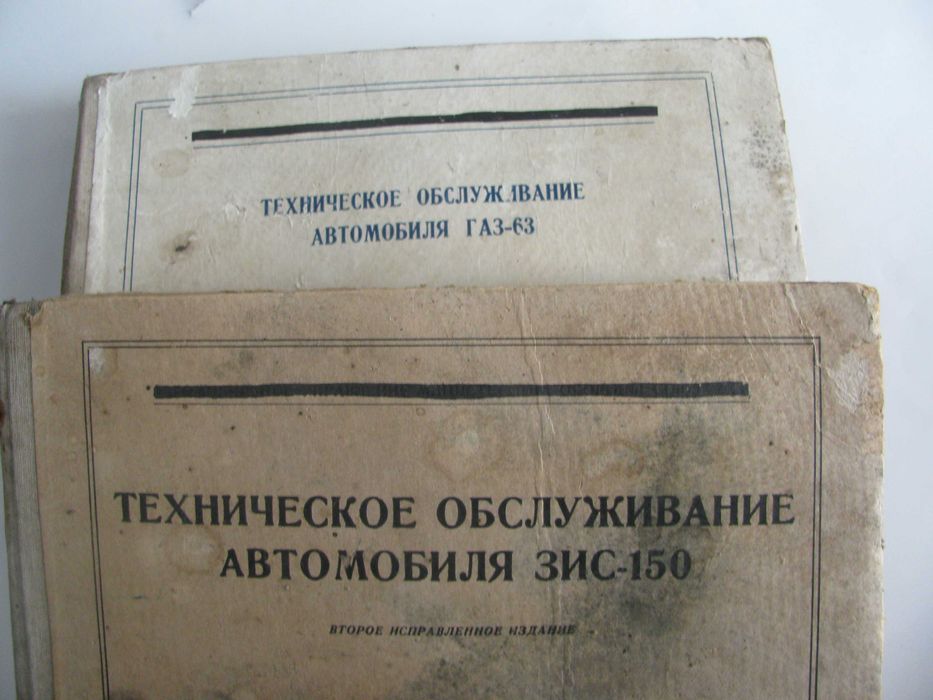 ТЕХНИЧЕСКОЕ ОБСЛУЖИВАНИЕ
АВТОМОБИЛЯ ГАЗ-63
ТЕХНИЧЕСКОЕ ОБСЛУЖИВАНИЕ
АВТОМОБИЛЯ ЗИС-150
ВТОРОЕ ИСПРАВЛЕННОЕ ИЗДАНИЕ